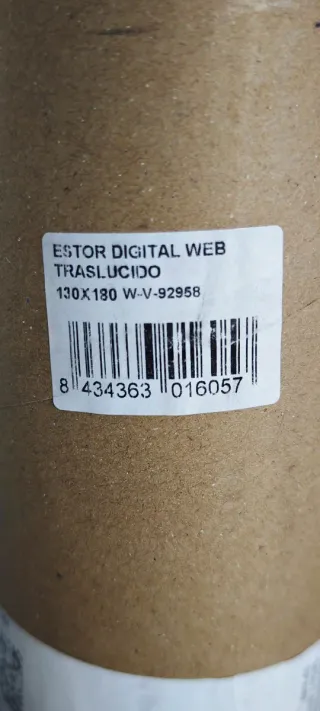 ESTOR DIGITAL WEB
TRASLUCIDO
130X180 W-V-92958
8 434363 016057